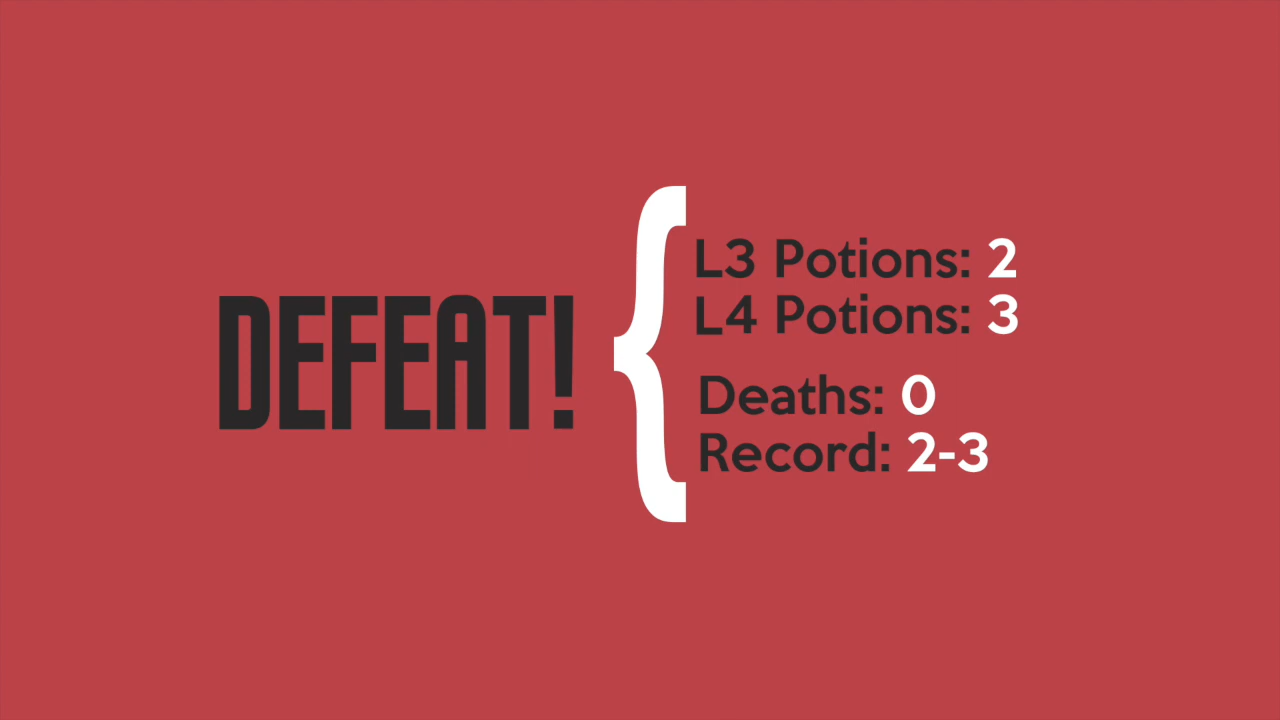 DEFEAT!
L3 Potions: 2
L4 Potions: 3
Deaths: 0
Record: 2-3